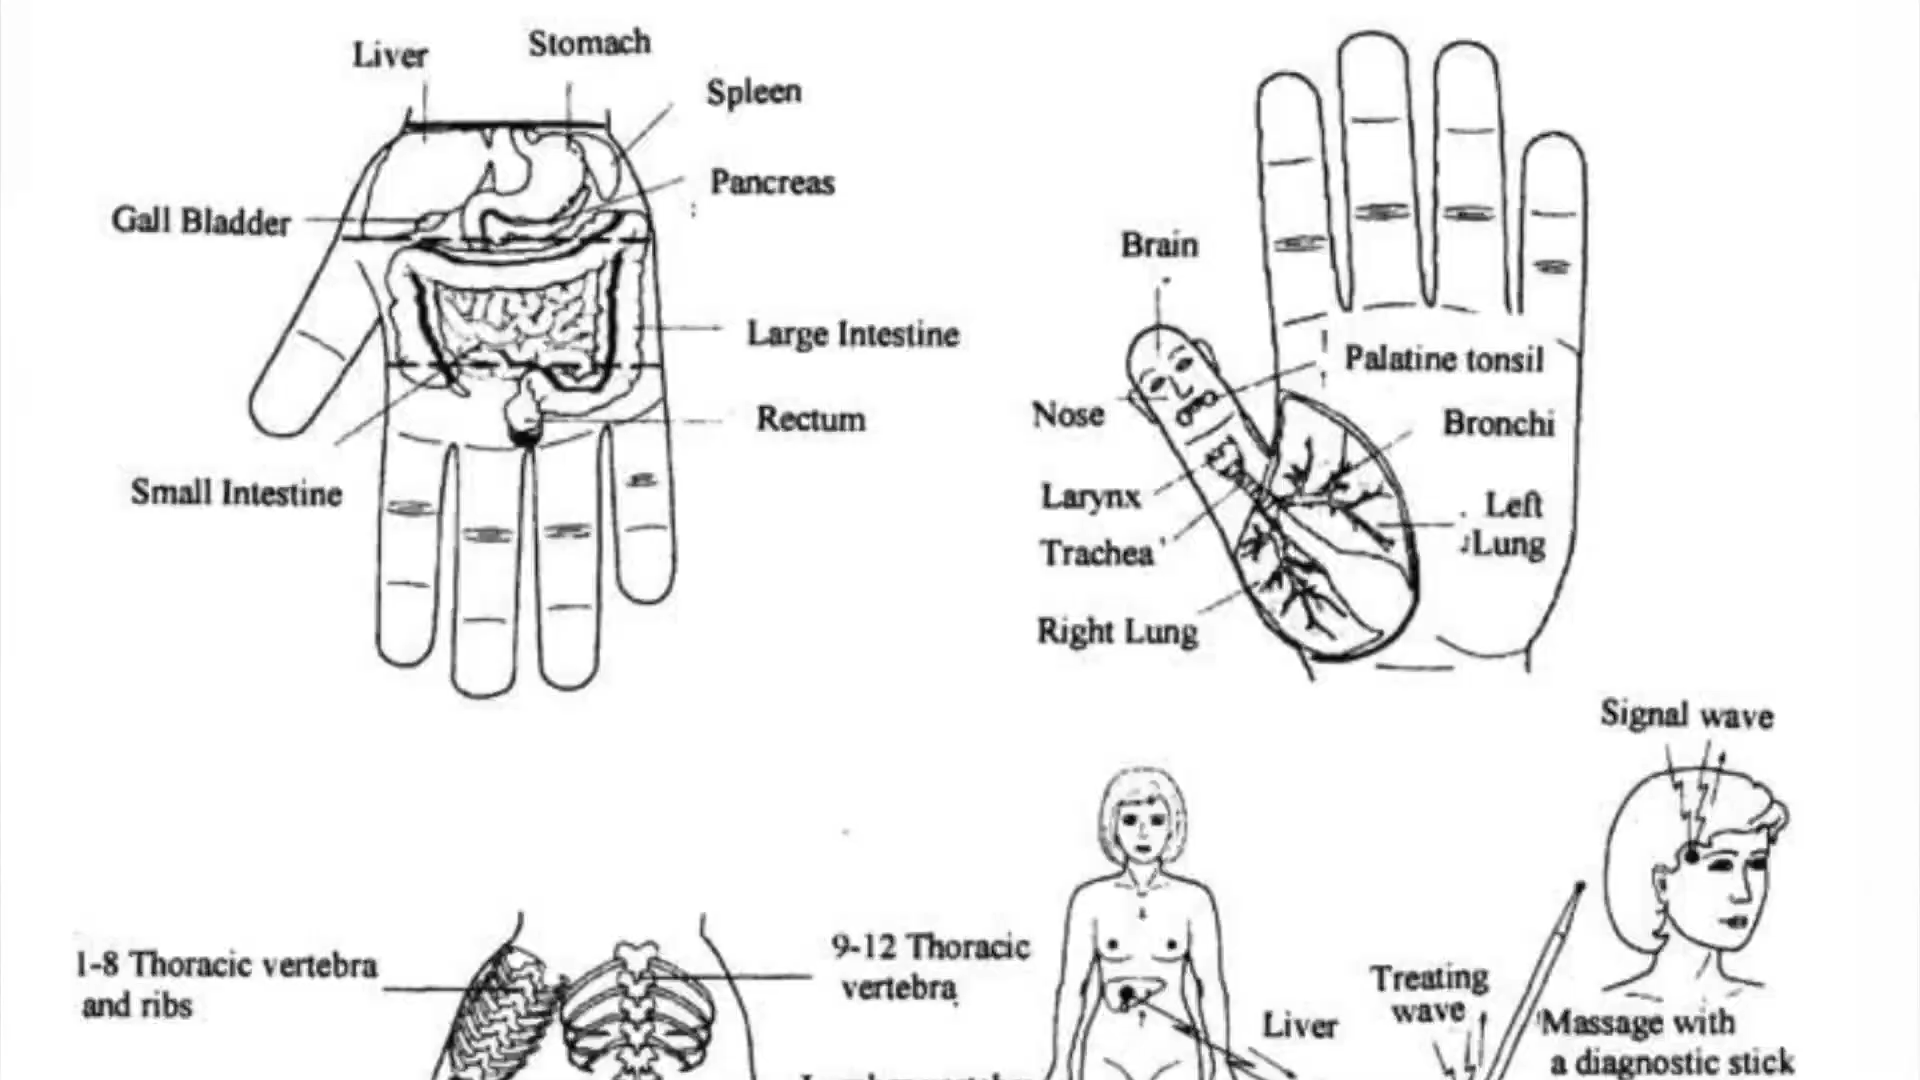 Liver
Stomach
Spleen
Pancreas
Gall Bladder
Large Intestine
Rectum
Small Intestine
Brain
Palatine tonsil
Nose
Bronchi
Larynx
Left
Lung
Trachea
Right Lung
Signal wave
1-8 Thoracic vertebra
and ribs
9-12 Thoracic
vertebra
Liver
Treating
wave
Massage with
a diagnostic stick